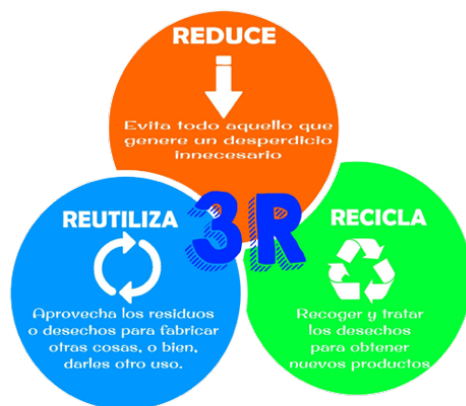 REDUCE
Evita todo aquello que
genere un desperdicio
innecesario
3R
REUTILIZA
Aprovecha los residuos
o desechos para fabricar
otras cosas, o bien,
darles otro uso.
RECICLA
Recoger y tratar
los desechos
para obtener
nuevos productos